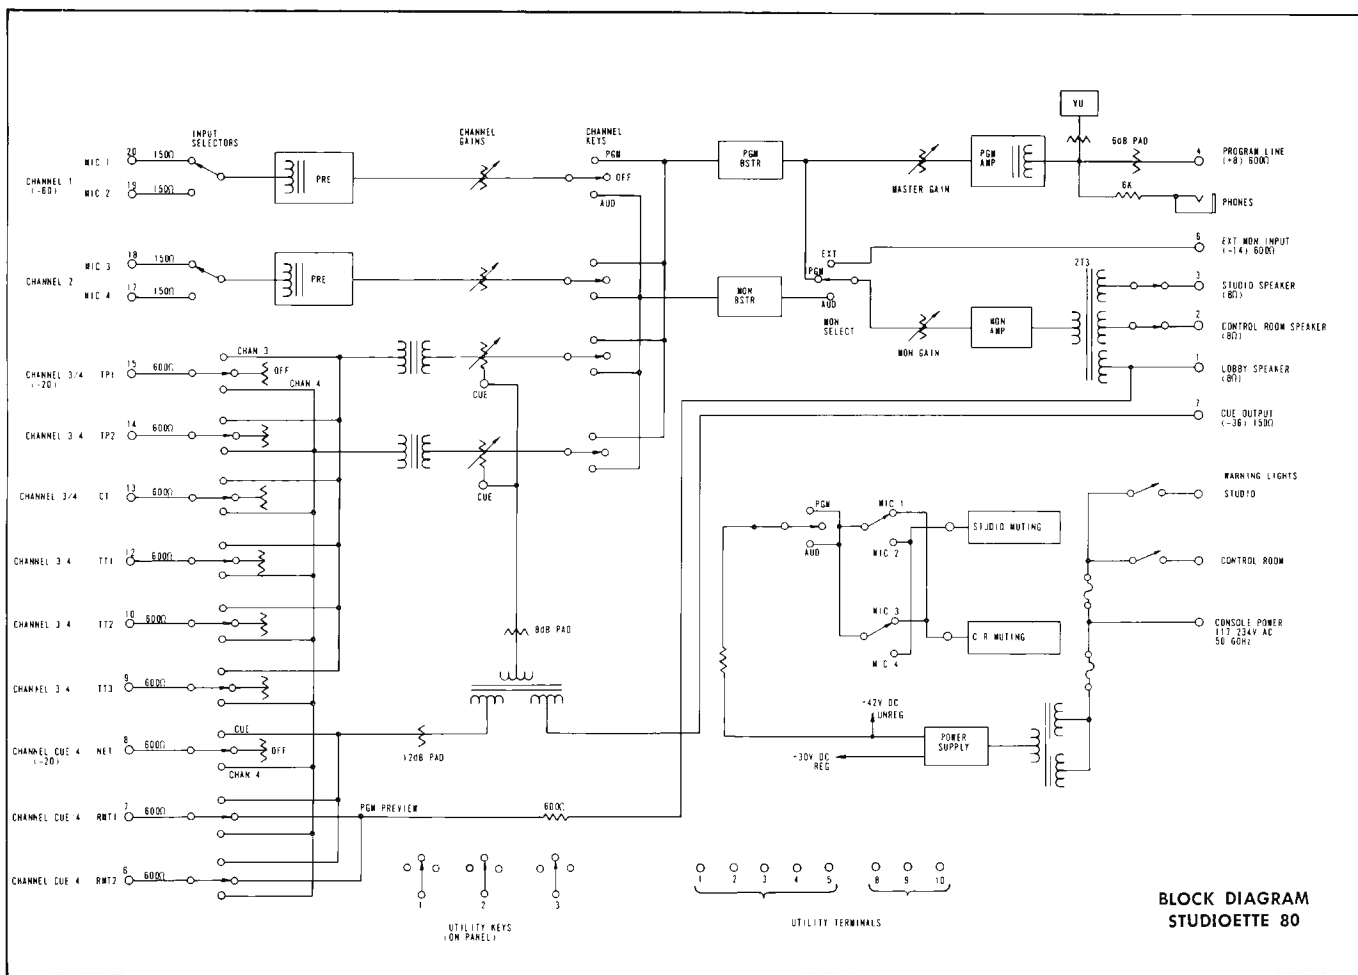 INPUT SELECTORS
CHANNEL GAINS
CHANNEL KEYS
CHANNEL 1 (-60)
MIC 1 20 150Ω
MIC 2 19 150Ω
PRE
PGM
OFF
AUD
PGM BSTR
MASTER GAIN
PGM AMP
VU
6dB PAD
4 PROGRAM LINE (+8) 600Ω
6K
PHONES
CHANNEL 2
MIC 3 18 150Ω
MIC 4 17 150Ω
PRE
MON BSTR
EXT
PGM
AUD
MON SELECT
MON GAIN
MON AMP
2T3
6 EXT MON INPUT (-14) 600Ω
3 STUDIO SPEAKER (8Ω)
2 CONTROL ROOM SPEAKER (8Ω)
1 LOBBY SPEAKER (8Ω)
7 CUE OUTPUT (-36) 150Ω
CHANNEL 3/4 (-20) TP1 15 600Ω
CHAN 3
OFF
CHAN 4
CUE
CHANNEL 3 4 TP2 14 600Ω
CUE
CHANNEL 3/4 CT 13 600Ω
CHANNEL 3 4 TT1 12 600Ω
CHANNEL 3 4 TT2 10 600Ω
CHANNEL 3 4 TT3 9 600Ω
8dB PAD
CHANNEL CUE 4 (-20) NET 8 600Ω
CUE
OFF
CHAN 4
12dB PAD
CHANNEL CUE 4 RMT1 7 600Ω
PGM PREVIEW
600Ω
CHANNEL CUE 4 RMT2 6 600Ω
PGM
AUD
MIC 1
MIC 2
MIC 3
MIC 4
STUDIO MUTING
C R MUTING
WARNING LIGHTS
STUDIO
CONTROL ROOM
CONSOLE POWER
117 234V AC
50 60Hz
-42V DC UNREG
-30V DC REG
POWER SUPPLY
1 2 3
UTILITY KEYS
(ON PANEL)
1 2 3 4 5 8 9 10
UTILITY TERMINALS
BLOCK DIAGRAM
STUDIOETTE 80